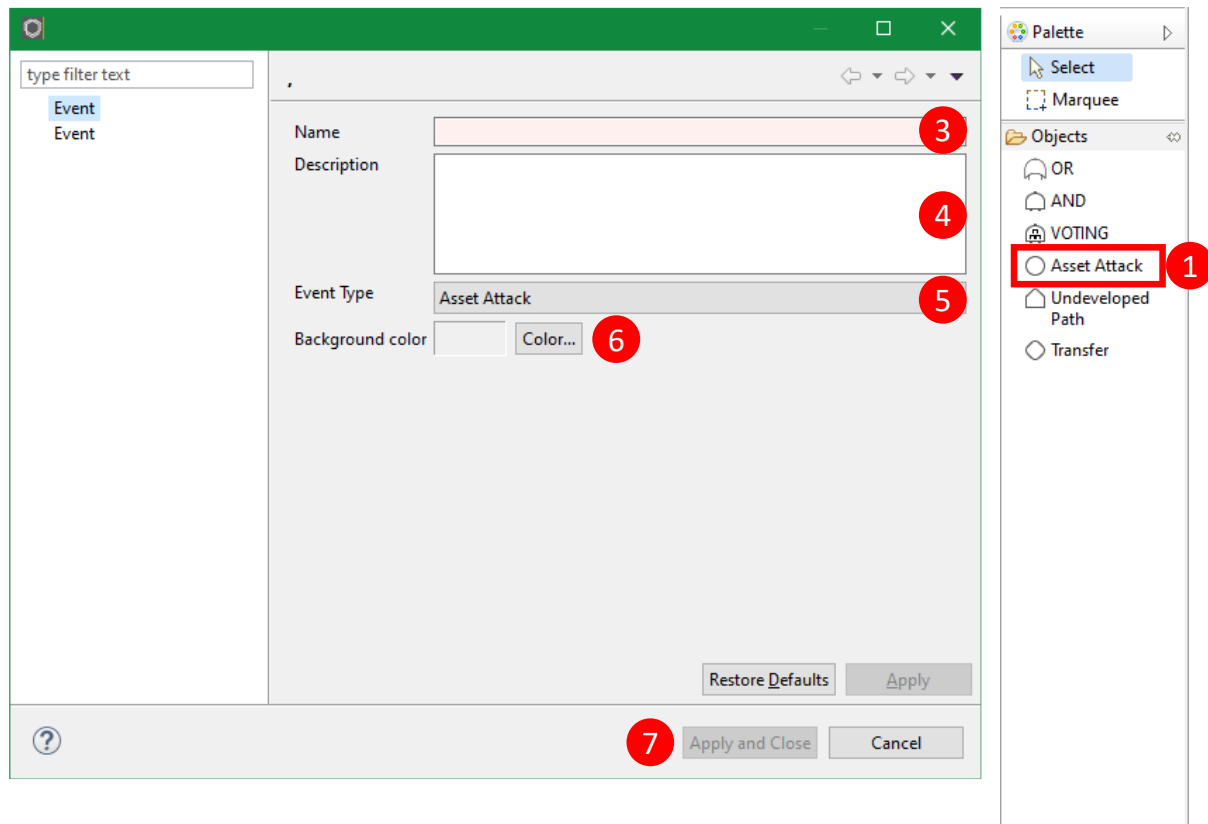 type filter text
Event
Event
,
Name
3
Description
4
Event Type
Asset Attack
5
Background color
Color...
6
Restore Defaults
Apply
7
Apply and Close
Cancel
?
Palette
Select
Marquee
Objects
OR
AND
VOTING
Asset Attack
1
Undeveloped
Path
Transfer